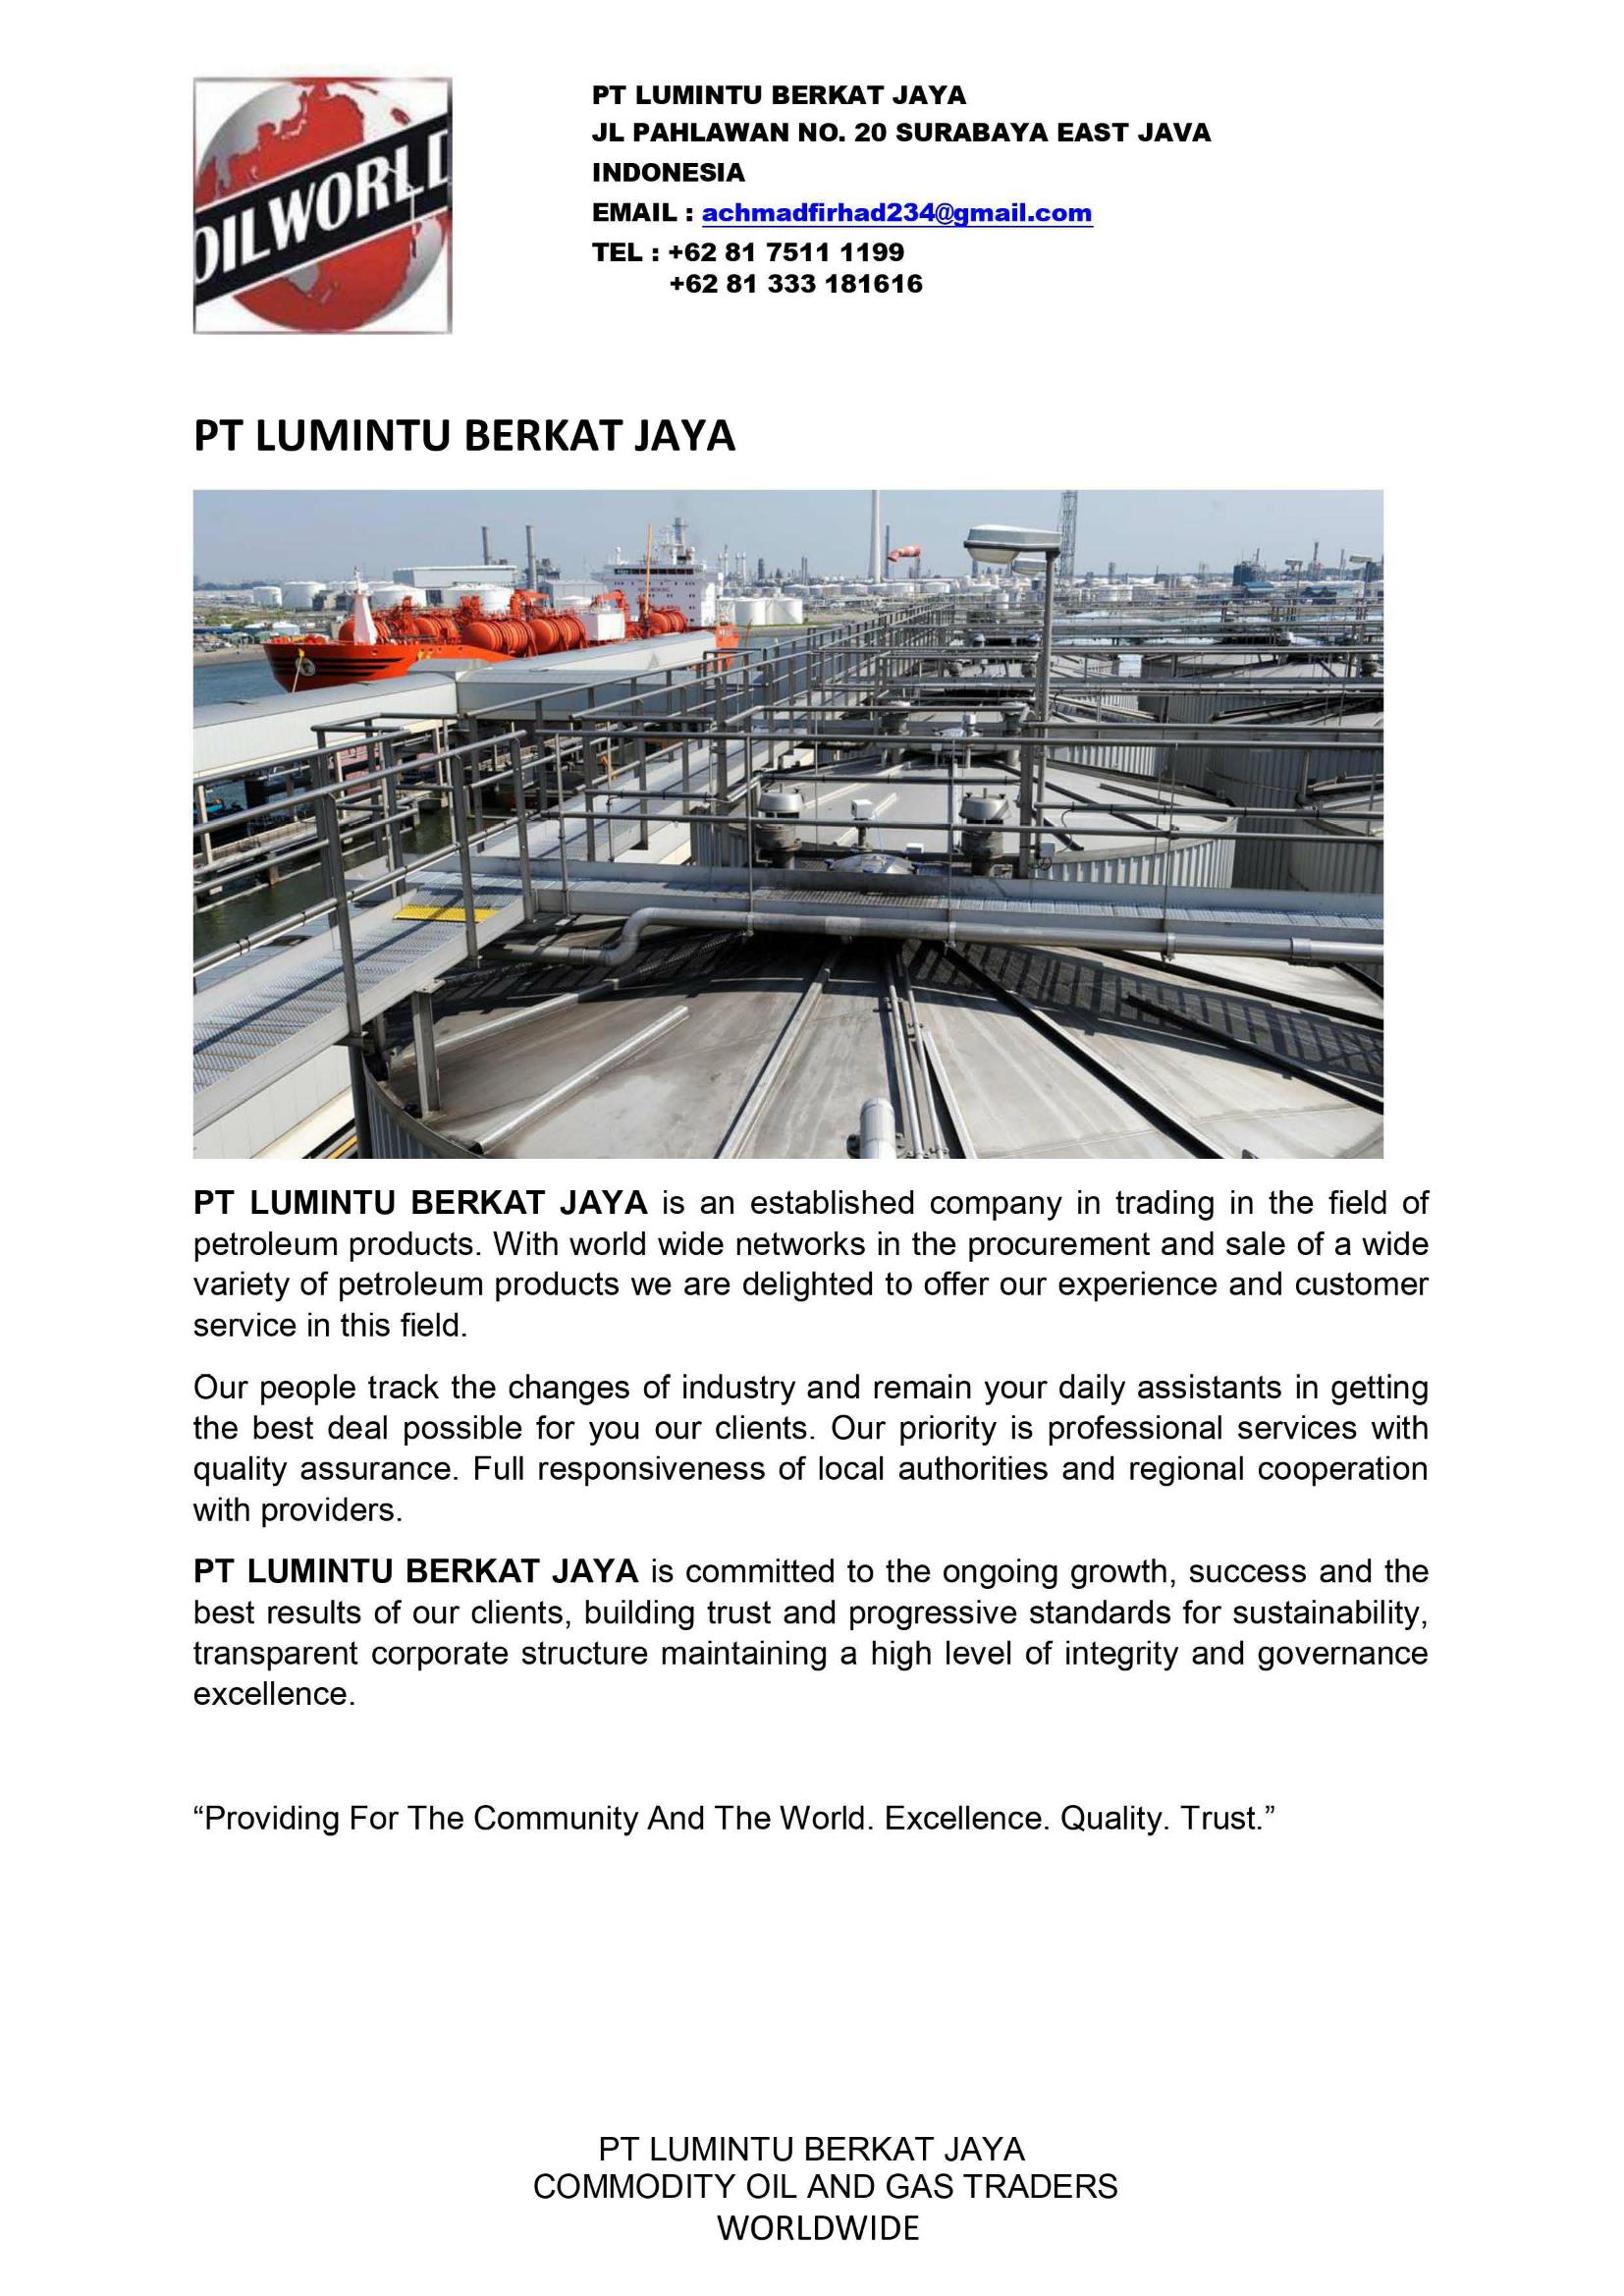 OILWORLD
PT LUMINTU BERKAT JAYA
JL PAHLAWAN NO. 20 SURABAYA EAST JAVA
INDONESIA
EMAIL : achmadfirhad234@gmail.com
TEL : +62 81 7511 1199
+62 81 333 181616
PT LUMINTU BERKAT JAYA
PT LUMINTU BERKAT JAYA is an established company in trading in the field of
petroleum products. With world wide networks in the procurement and sale of a wide
variety of petroleum products we are delighted to offer our experience and customer
service in this field.
Our people track the changes of industry and remain your daily assistants in getting
the best deal possible for you our clients. Our priority is professional services with
quality assurance. Full responsiveness of local authorities and regional cooperation
with providers.
PT LUMINTU BERKAT JAYA is committed to the ongoing growth, success and the
best results of our clients, building trust and progressive standards for sustainability,
transparent corporate structure maintaining a high level of integrity and governance
excellence.
“Providing For The Community And The World. Excellence. Quality. Trust.”
PT LUMINTU BERKAT JAYA
COMMODITY OIL AND GAS TRADERS
WORLDWIDE